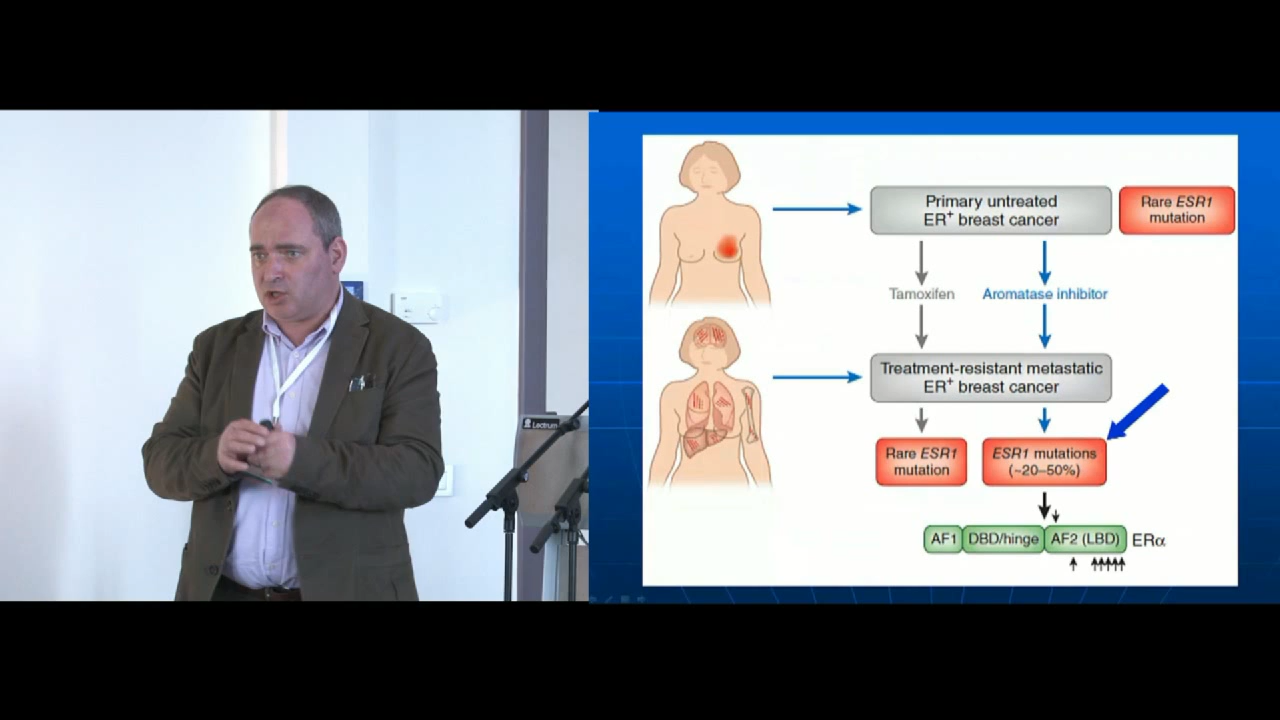 Primary untreated
ER+ breast cancer
Rare ESR1
mutation
Tamoxifen
Aromatase inhibitor
Treatment-resistant metastatic
ER+ breast cancer
Rare ESR1
mutation
ESR1 mutations
(~20–50%)
AF1
DBD/hinge
AF2 (LBD)
ERα
Lectrum